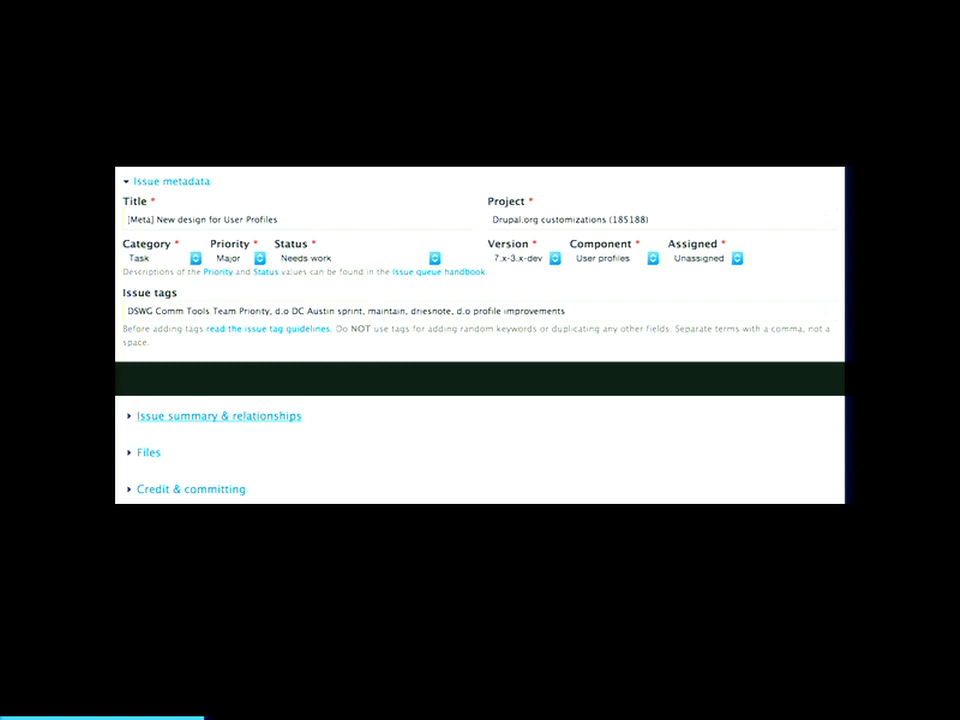 Issue metadata
Title * Project *
[Meta] New design for User Profiles Drupal.org customizations (185188)
Category * Priority * Status * Version * Component * Assigned *
Task Major Needs work 7.x-3.x-dev User profiles Unassigned
Descriptions of the Priority and Status values can be found in the Issue queue handbook.
Issue tags
DSWG Comm Tools Team Priority, d.o DC Austin sprint, maintain, driesnote, d.o profile improvements
Before adding tags read the issue tag guidelines. Do NOT use tags for adding random keywords or duplicating any other fields. Separate terms with a comma, not a
space.
Issue summary & relationships
Files
Credit & committing